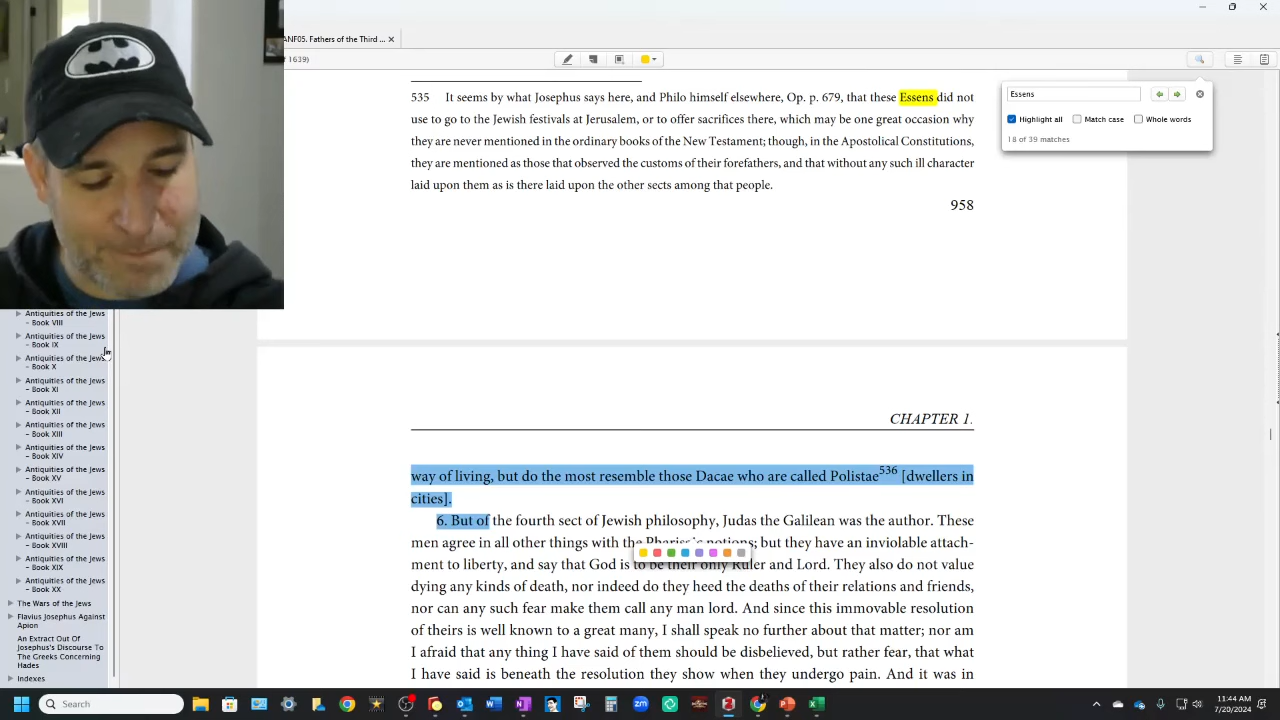 ANF05. Fathers of the Third ... ×
1639)
Essens
Highlight all
Match case
Whole words
18 of 39 matches
535 It seems by what Josephus says here, and Philo himself elsewhere, Op. p. 679, that these Essens did not
use to go to the Jewish festivals at Jerusalem, or to offer sacrifices there, which may be one great occasion why
they are never mentioned in the ordinary books of the New Testament; though, in the Apostolical Constitutions,
they are mentioned as those that observed the customs of their forefathers, and that without any such ill character
laid upon them as is there laid upon the other sects among that people.
958
CHAPTER 1.
way of living, but do the most resemble those Dacae who are called Polistae536 [dwellers in
cities].
6. But of the fourth sect of Jewish philosophy, Judas the Galilean was the author. These
men agree in all other things with the Pharisaic notions; but they have an inviolable attach-
ment to liberty, and say that God is to be their only Ruler and Lord. They also do not value
dying any kinds of death, nor indeed do they heed the deaths of their relations and friends,
nor can any such fear make them call any man lord. And since this immovable resolution
of theirs is well known to a great many, I shall speak no further about that matter; nor am
I afraid that any thing I have said of them should be disbelieved, but rather fear, that what
I have said is beneath the resolution they show when they undergo pain. And it was in
Antiquities of the Jews
- Book VIII
Antiquities of the Jews
- Book IX
Antiquities of the Jews
- Book X
Antiquities of the Jews
- Book XI
Antiquities of the Jews
- Book XII
Antiquities of the Jews
- Book XIII
Antiquities of the Jews
- Book XIV
Antiquities of the Jews
- Book XV
Antiquities of the Jews
- Book XVI
Antiquities of the Jews
- Book XVII
Antiquities of the Jews
- Book XVIII
Antiquities of the Jews
- Book XIX
Antiquities of the Jews
- Book XX
The Wars of the Jews
Flavius Josephus Against
Apion
An Extract Out Of
Josephus's Discourse To
The Greeks Concerning
Hades
Indexes
Search
zm
11:44 AM
7/20/2024